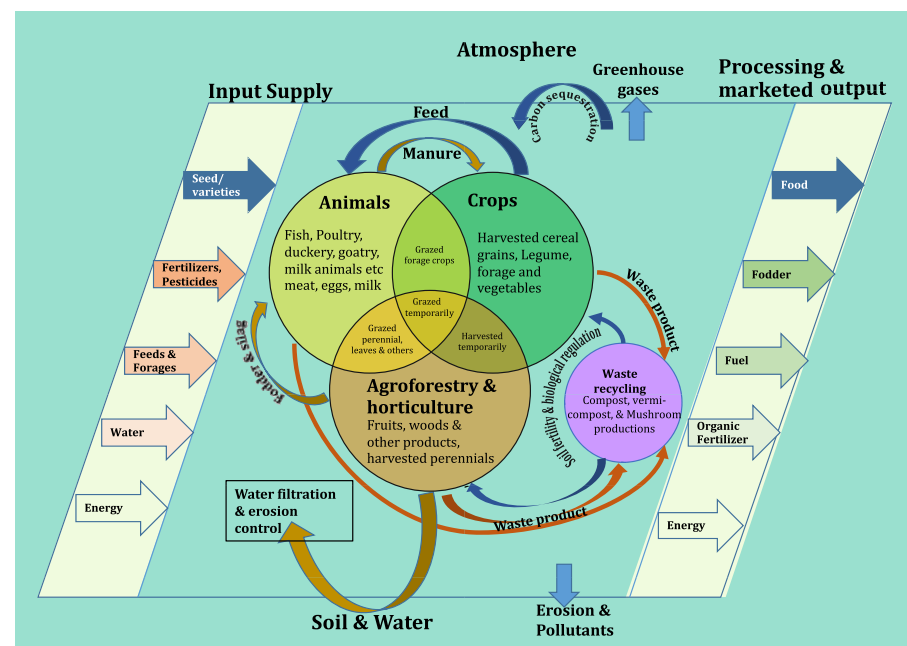 Atmosphere
Greenhouse
gases
Processing &
marketed output
Input Supply
Carbon sequestration
Feed
Manure
Seed/
varieties
Fertilizers,
Pesticides
Feeds &
Forages
Water
Energy
Animals
Fish, Poultry,
duckery, goatry,
milk animals etc
meat, eggs, milk
Crops
Harvested cereal
grains, Legume,
forage and
vegetables
Grazed
forage crops
Grazed
temporarily
Grazed
perennial,
leaves & others
Harvested
temporarily
Agroforestry &
horticulture
Fruits, woods &
other products,
harvested perennials
Fodder & silag
Waste product
Soil fertility & biological regulation
Waste
recycling
Compost, vermi-
compost, & Mushroom
productions
Waste product
Water filtration
& erosion
control
Soil & Water
Erosion &
Pollutants
Food
Fodder
Fuel
Organic
Fertilizer
Energy